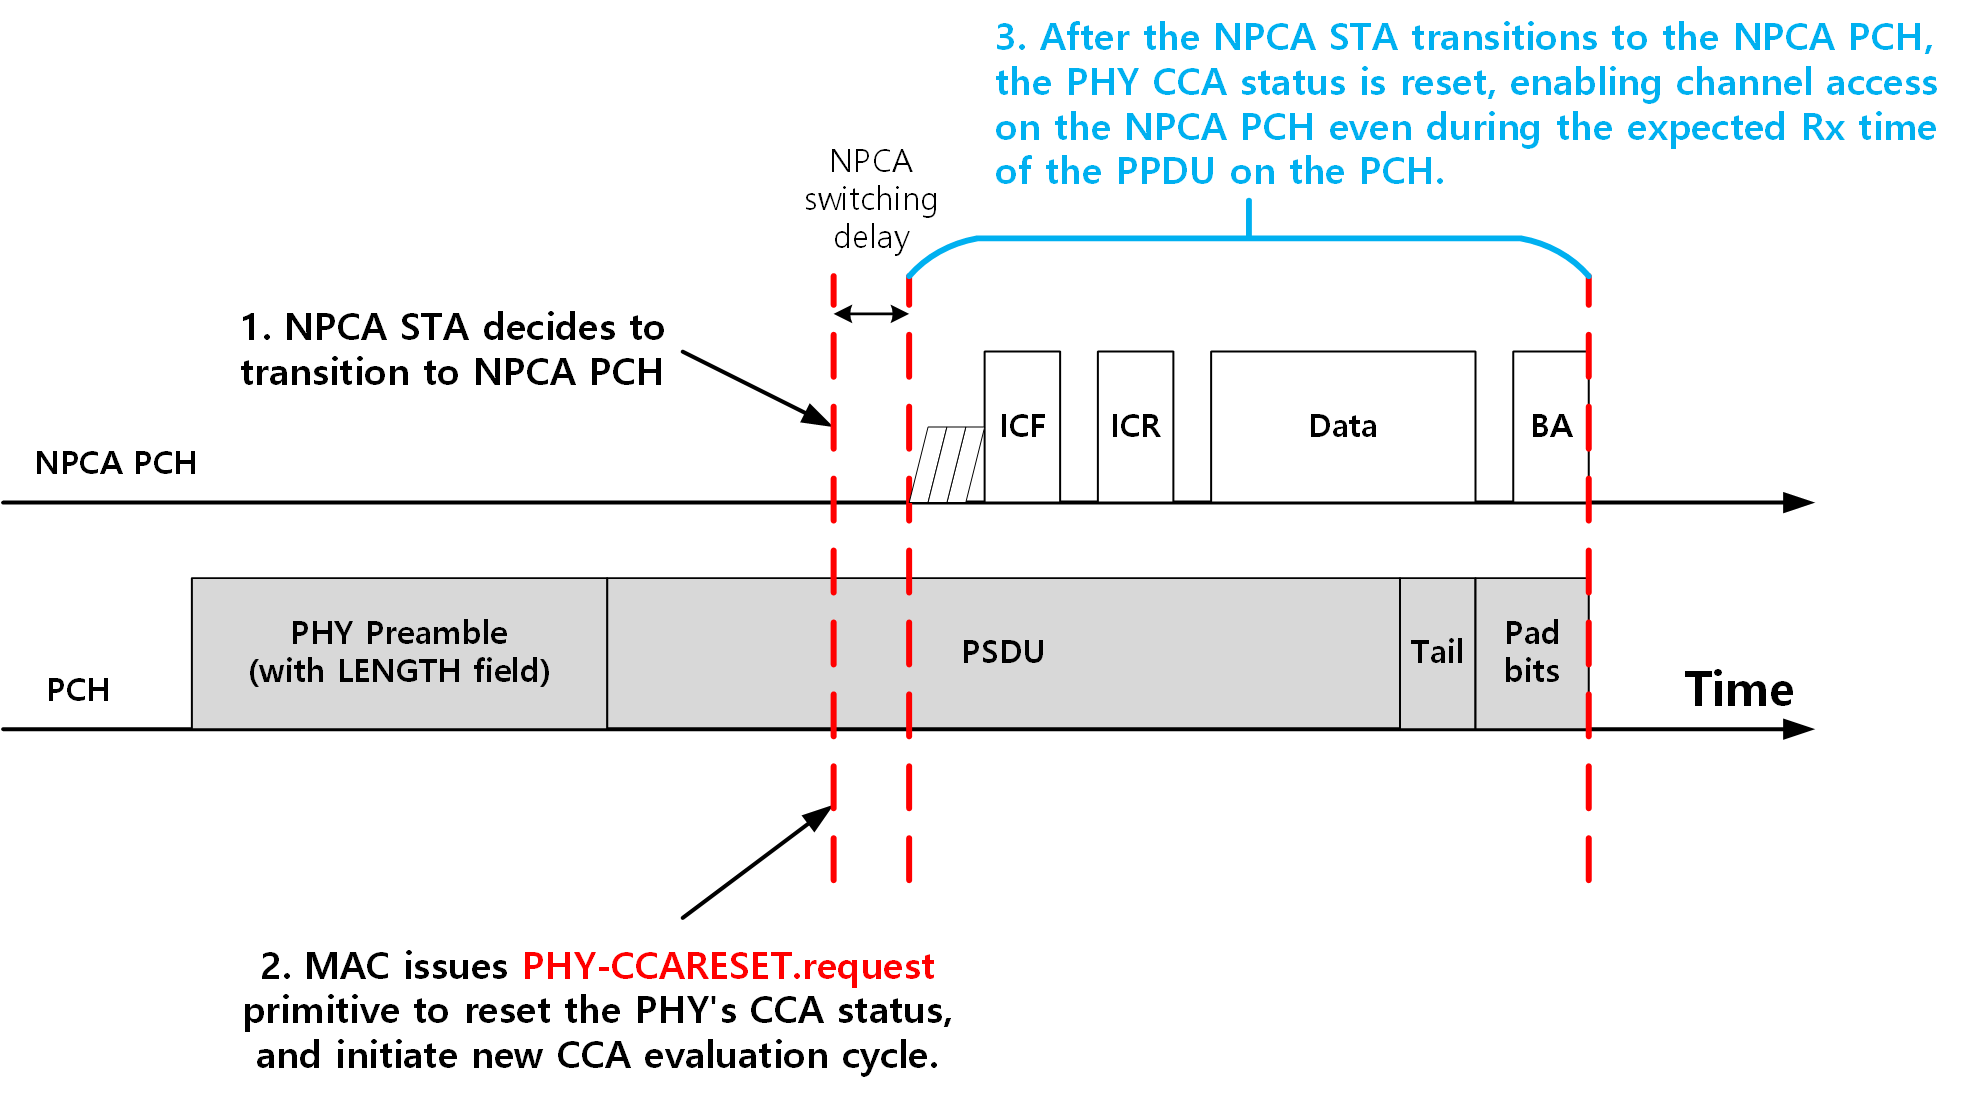 3. After the NPCA STA transitions to the NPCA PCH,
the PHY CCA status is reset, enabling channel access
on the NPCA PCH even during the expected Rx time
of the PPDU on the PCH.
NPCA
switching
delay
1. NPCA STA decides to
transition to NPCA PCH
NPCA PCH
ICF
ICR
Data
BA
PCH
PHY Preamble
(with LENGTH field)
PSDU
Tail
Pad
bits
Time
2. MAC issues PHY-CCARESET.request
primitive to reset the PHY's CCA status,
and initiate new CCA evaluation cycle.